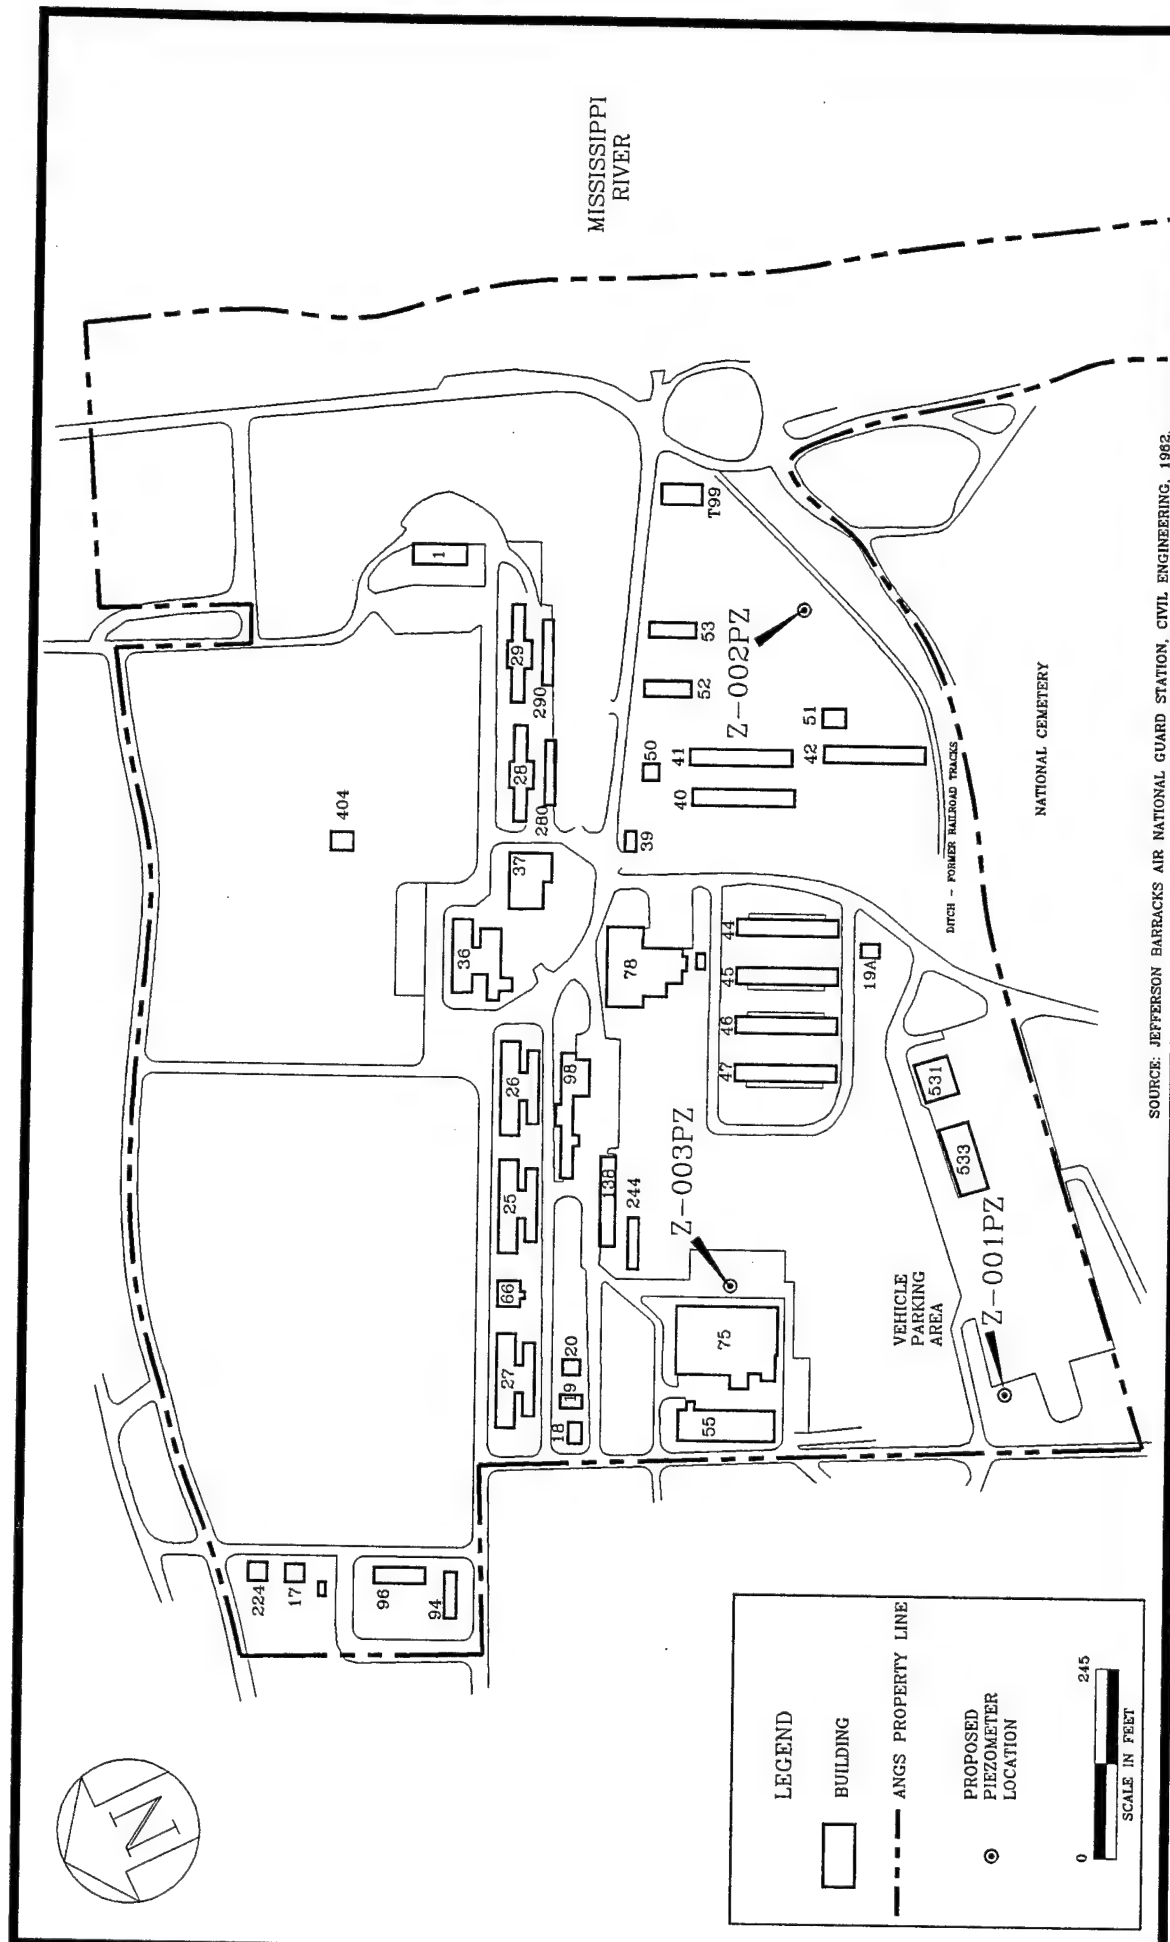 MISSISSIPPI
RIVER
404
1
29
290
28
280
37
36
T99
53
52
Z-002PZ
51
50
41
42
40
39
DITCH - FORMER RAILROAD TRACKS
NATIONAL CEMETERY
78
44
45
46
47
19A
26
98
25
138
244
66
Z-003PZ
27
20
19
18
75
55
531
533
VEHICLE
PARKING
AREA
Z-001PZ
224
17
96
94
N
LEGEND
BUILDING
ANGS PROPERTY LINE
PROPOSED
PIEZOMETER
LOCATION
0
245
SCALE IN FEET
SOURCE: JEFFERSON BARRACKS AIR NATIONAL GUARD STATION, CIVIL ENGINEERING, 1982.